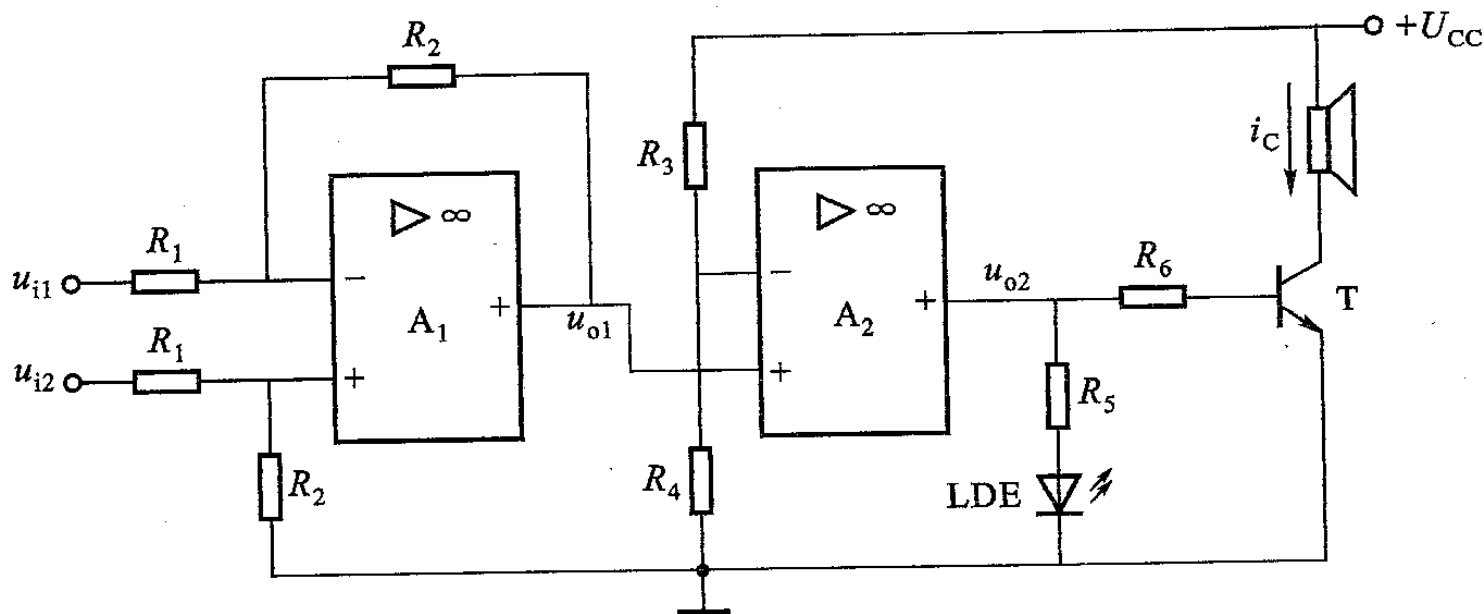 R2
+UCC
R3
iC
▷ ∞
▷ ∞
R1
ui1
−
−
uo2
R6
A1
+
uo1
A2
+
T
R1
ui2
+
+
R5
R2
R4
LDE